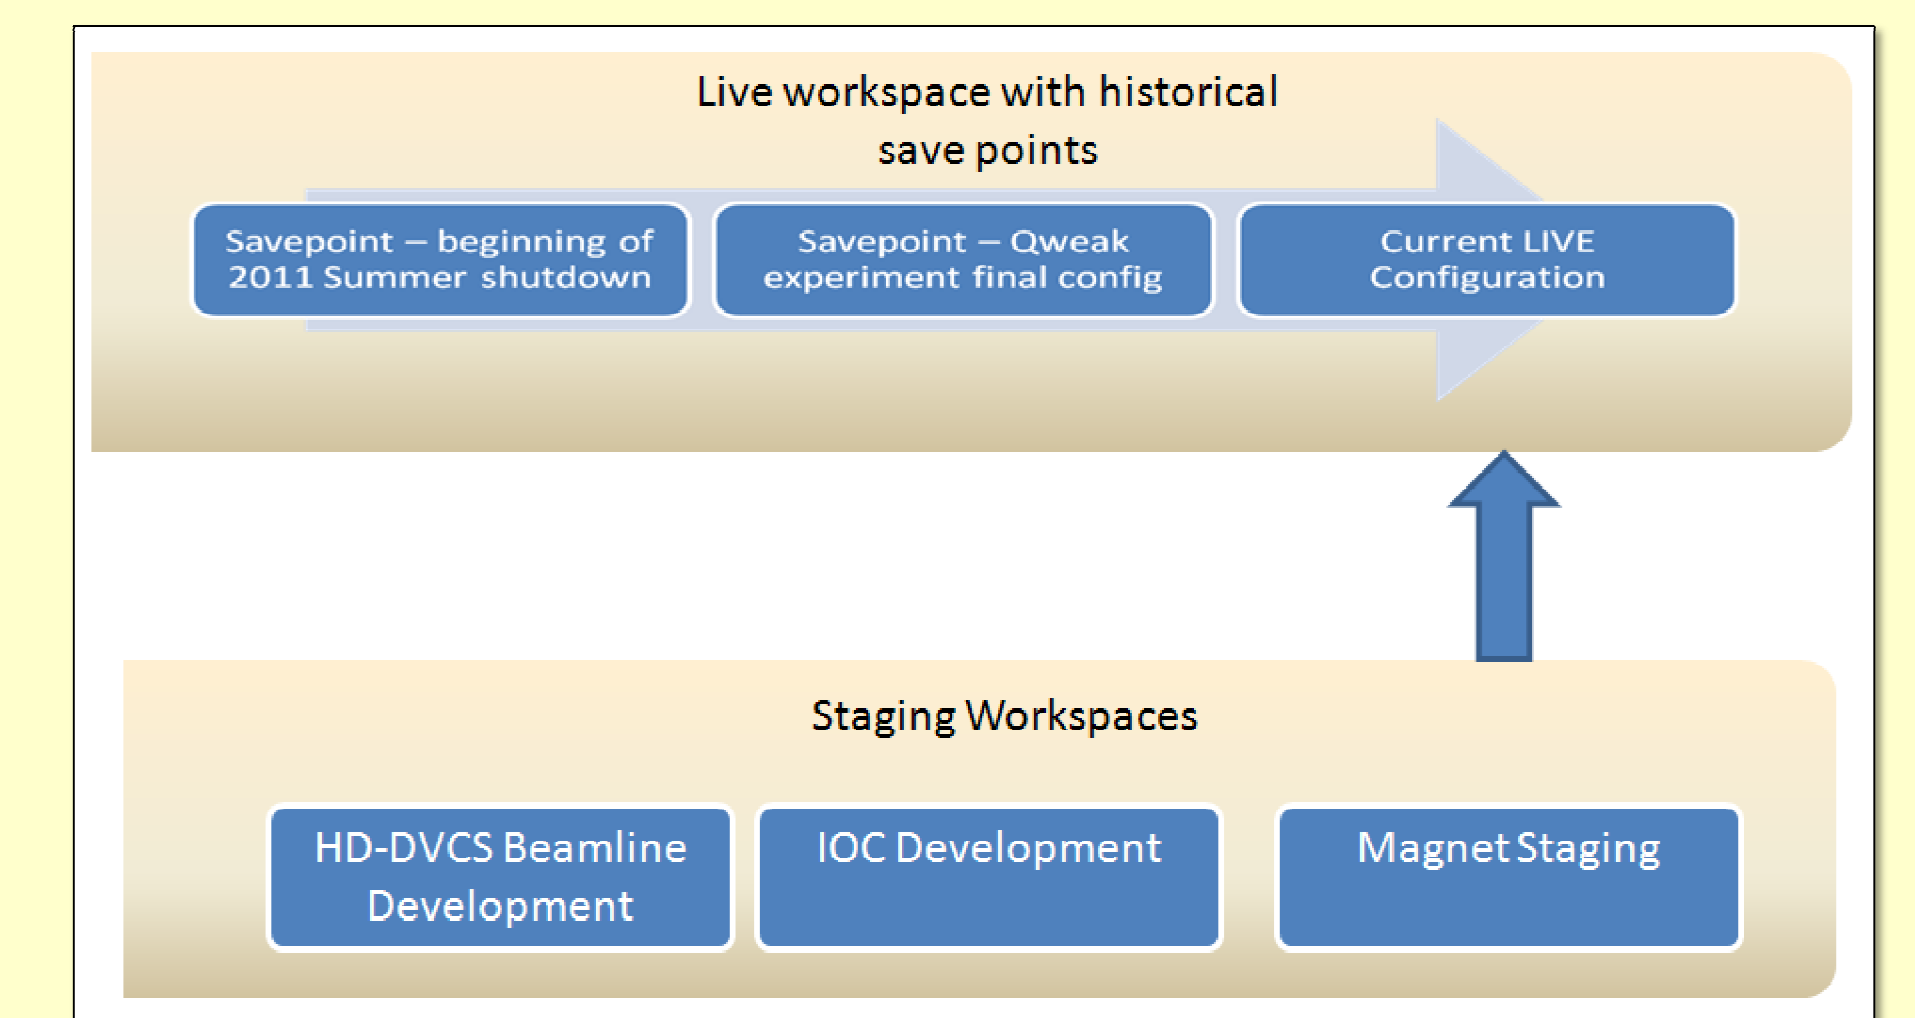 Live workspace with historical
save points
Savepoint – beginning of
2011 Summer shutdown
Savepoint – Qweak
experiment final config
Current LIVE
Configuration
Staging Workspaces
HD-DVCS Beamline
Development
IOC Development
Magnet Staging